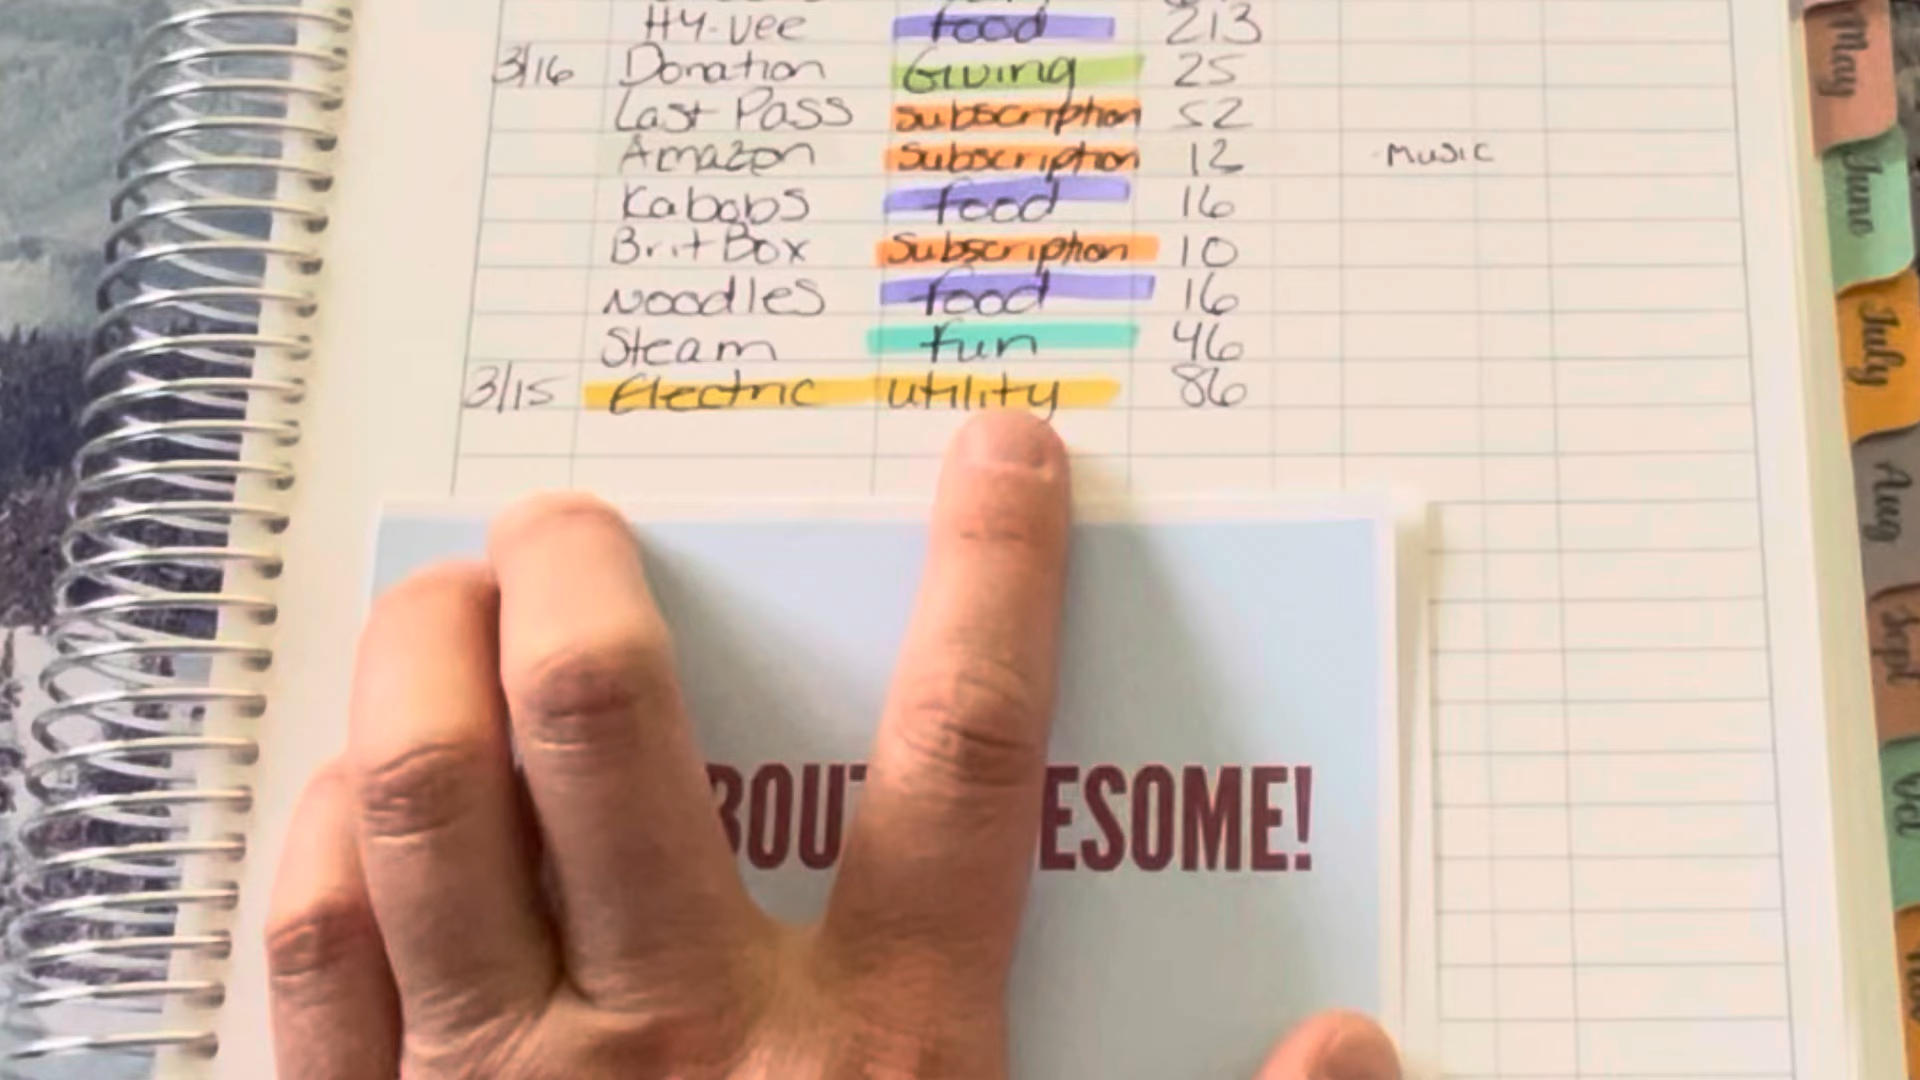 Hy-Vee food 213
3/16 Donation Giving 25
Last Pass subscription 52
Amazon subscription 12 Music
Kabobs food 16
BritBox subscription 10
Noodles food 16
Steam fun 46
3/15 Electric utility 86
BOUT ESOME!
May
June
July
Aug
Sept
Oct